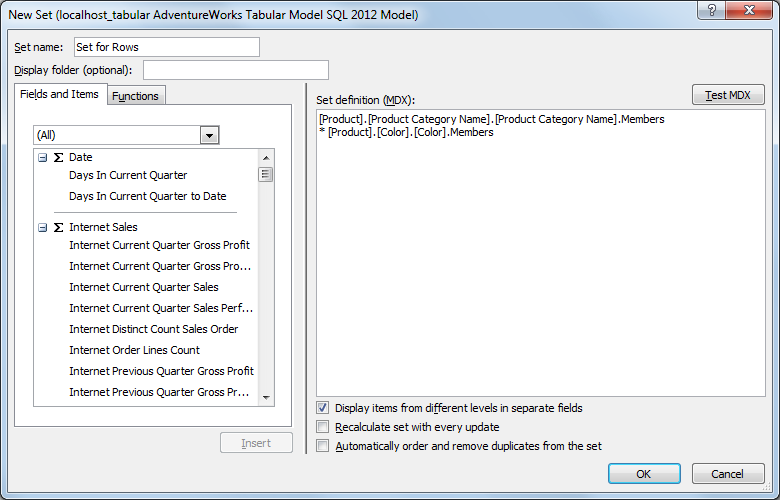 New Set (localhost_tabular AdventureWorks Tabular Model SQL 2012 Model)
Set name: Set for Rows
Display folder (optional):
Fields and Items Functions
(All)
Date
Days In Current Quarter
Days In Current Quarter to Date
Internet Sales
Internet Current Quarter Gross Profit
Internet Current Quarter Gross Pro...
Internet Current Quarter Sales
Internet Current Quarter Sales Perf...
Internet Distinct Count Sales Order
Internet Order Lines Count
Internet Previous Quarter Gross Profit
Internet Previous Quarter Gross Pr...
Insert
Set definition (MDX):
Test MDX
[Product].[Product Category Name].[Product Category Name].Members
* [Product].[Color].[Color].Members
Display items from different levels in separate fields
Recalculate set with every update
Automatically order and remove duplicates from the set
OK Cancel